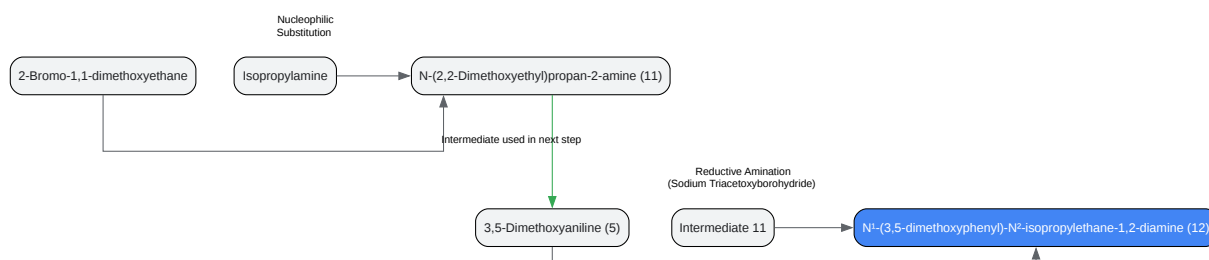 Nucleophilic
Substitution
2-Bromo-1,1-dimethoxyethane
Isopropylamine
N-(2,2-Dimethoxyethyl)propan-2-amine (11)
Intermediate used in next step
Reductive Amination
(Sodium Triacetoxyborohydride)
3,5-Dimethoxyaniline (5)
Intermediate 11
N¹-(3,5-dimethoxyphenyl)-N²-isopropylethane-1,2-diamine (12)